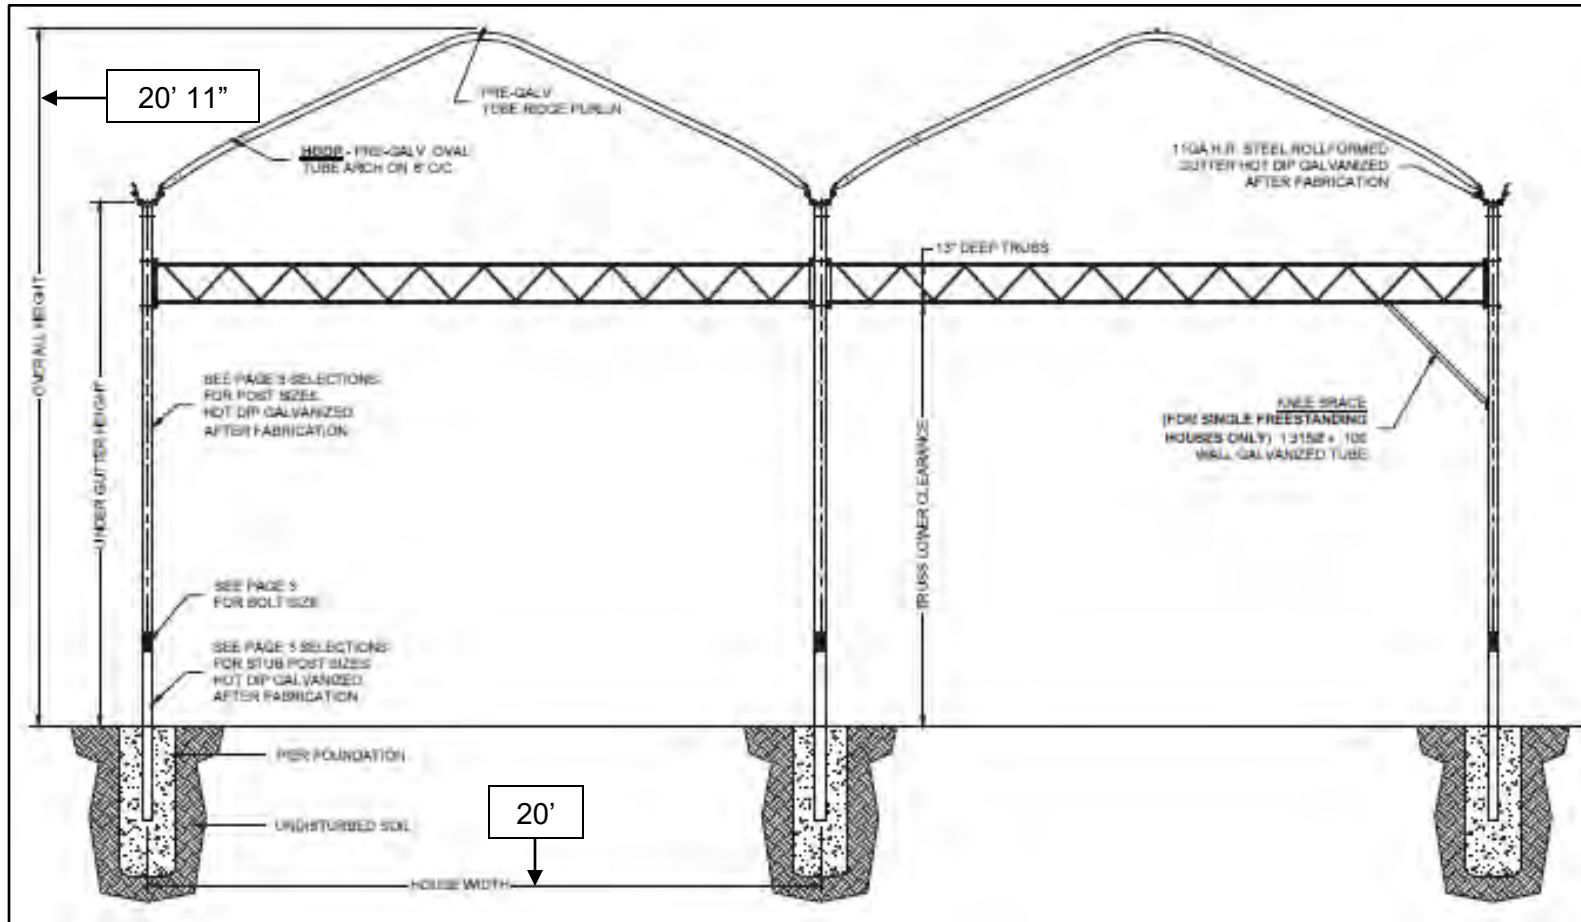 20’ 11”
PRE-GALV
TUBE RIDGE PURLIN
HOOP - PRE-GALV. OVAL
TUBE ARCH ON 6' C/C
11GA H.R. STEEL ROLLFORMED
GUTTER HOT DIP GALVANIZED
AFTER FABRICATION
13" DEEP TRUSS
OVERALL HEIGHT
UNDER GUTTER HEIGHT
SEE PAGE SELECTIONS
FOR POST SIZES
HOT DIP GALVANIZED
AFTER FABRICATION
TRUSS LOWER CLEARANCE
KNEE BRACE
(FOR SINGLE FREESTANDING
HOUSES ONLY)
WALL GALVANIZED TUBE
SEE PAGE
FOR BOLT SIZE
SEE PAGE SELECTIONS
FOR STUB POST SIZES
HOT DIP GALVANIZED
AFTER FABRICATION
PIER FOUNDATION
UNDISTURBED SOIL
20’
HOUSE WIDTH